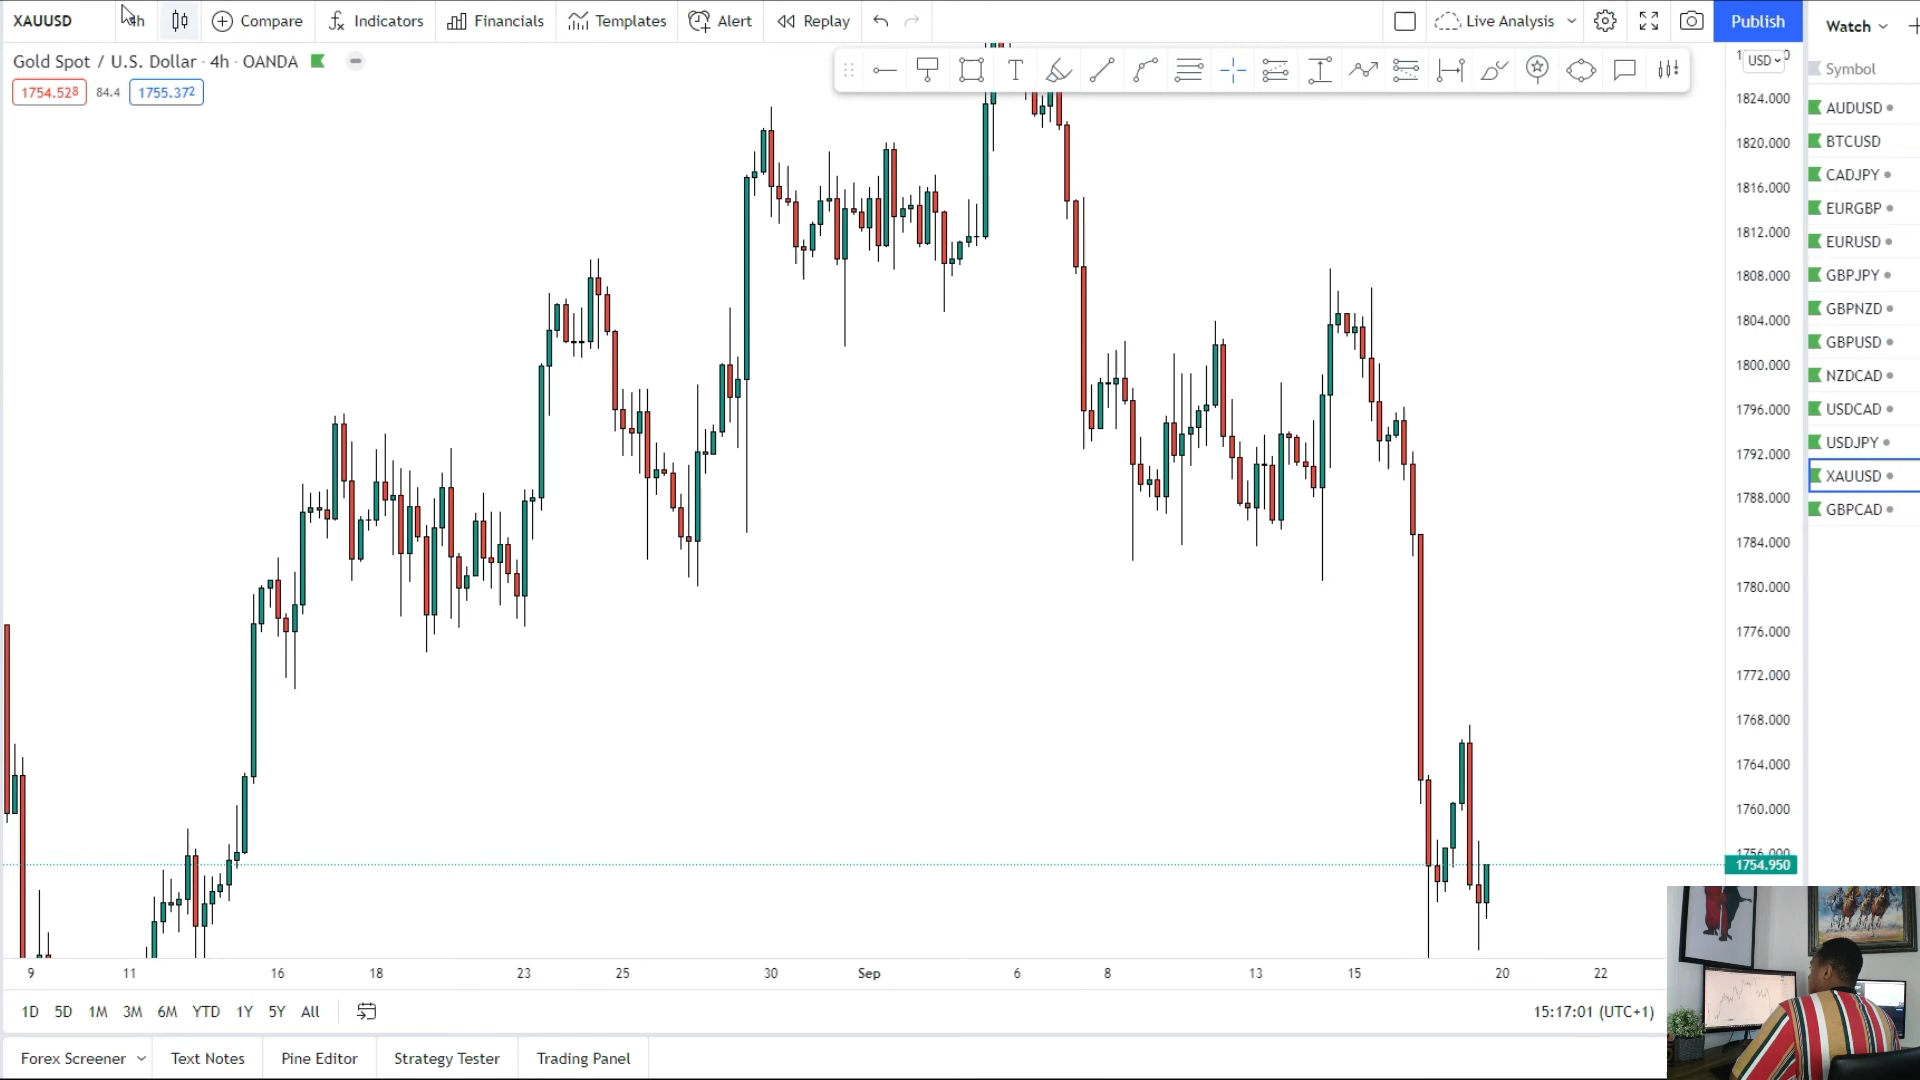 XAUUSD 4h Compare Indicators Financials Templates Alert Replay Live Analysis Publish Watch
Gold Spot / U.S. Dollar · 4h · OANDA
1754.528 84.4 1755.372
USD
Symbol
1824.000
1820.000
1816.000
1812.000
1808.000
1804.000
1800.000
1796.000
1792.000
1788.000
1784.000
1780.000
1776.000
1772.000
1768.000
1764.000
1760.000
1756.000
1754.950
AUDUSD
BTCUSD
CADJPY
EURGBP
EURUSD
GBPJPY
GBPNZD
GBPUSD
NZDCAD
USDCAD
USDJPY
XAUUSD
GBPCAD
9 11 16 18 23 25 30 Sep 6 8 13 15 20 22
1D 5D 1M 3M 6M YTD 1Y 5Y All 15:17:01 (UTC+1)
Forex Screener Text Notes Pine Editor Strategy Tester Trading Panel